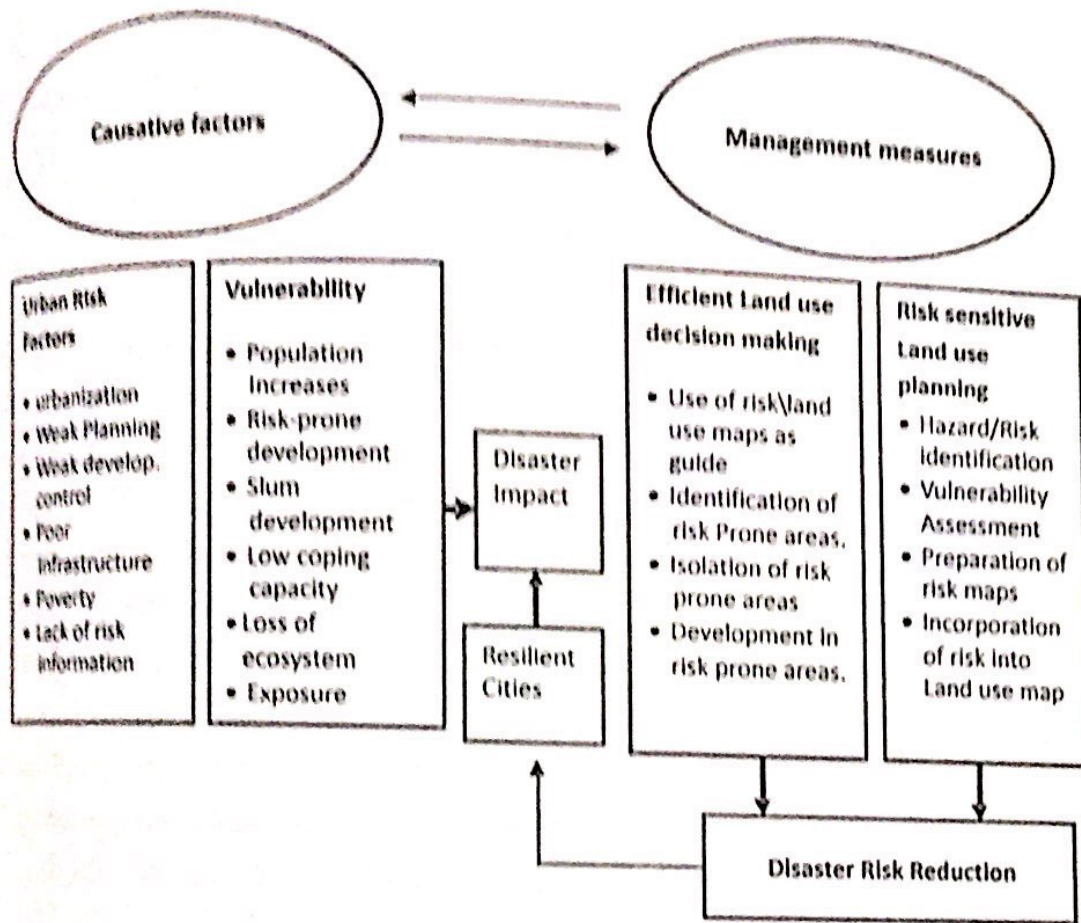 Causative factors
Management measures
Urban Risk
factors
• urbanization
• Weak Planning
• Weak develop.
control
• Poor
infrastructure
• Poverty
• Lack of risk
information
Vulnerability
• Population
Increases
• Risk-prone
development
• Slum
development
• Low coping
capacity
• Loss of
ecosystem
• Exposure
Disaster
Impact
Resilient
Cities
Efficient Land use
decision making
• Use of risk\land
use maps as
guide
• Identification of
risk Prone areas.
• Isolation of risk
prone areas
• Development in
risk prone areas.
Risk sensitive
Land use
planning
• Hazard/Risk
identification
• Vulnerability
Assessment
• Preparation of
risk maps
• Incorporation
of risk into
Land use map
Disaster Risk Reduction